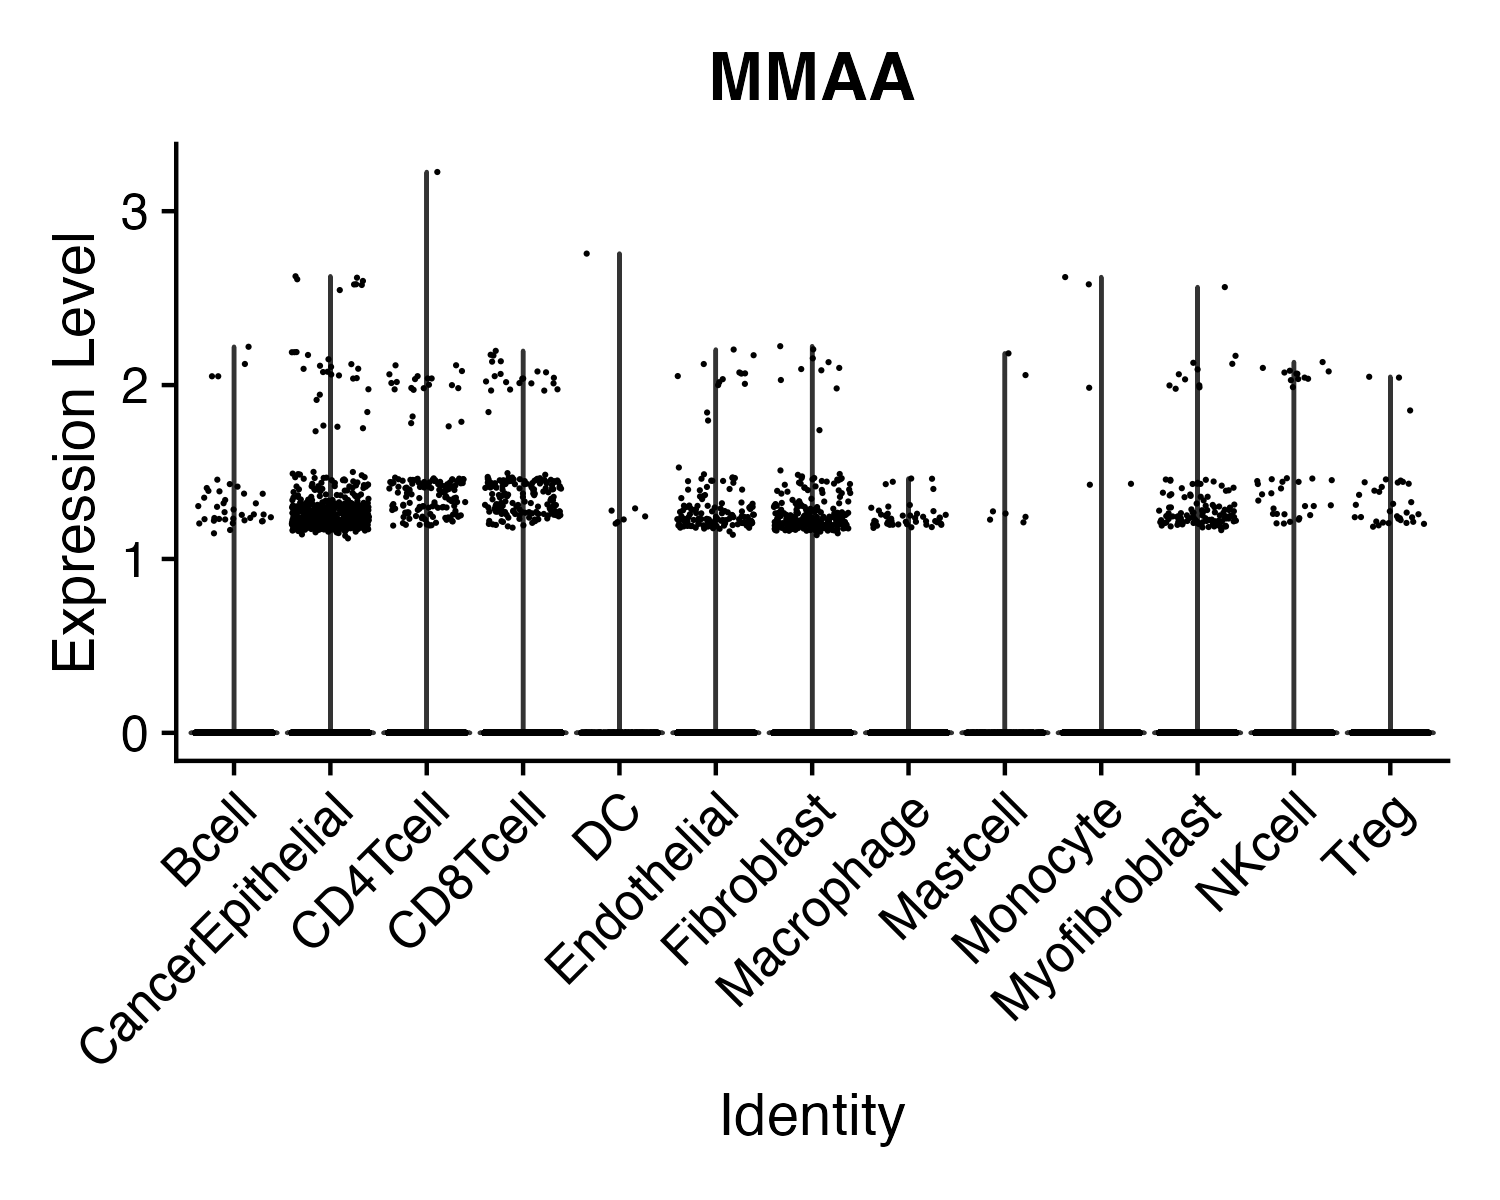 MMAA
Expression Level
3
2
1
0
Bcell
CancerEpithelial
CD4Tcell
CD8Tcell
DC
Endothelial
Fibroblast
Macrophage
Mastcell
Monocyte
Myofibroblast
NKcell
Treg
Identity